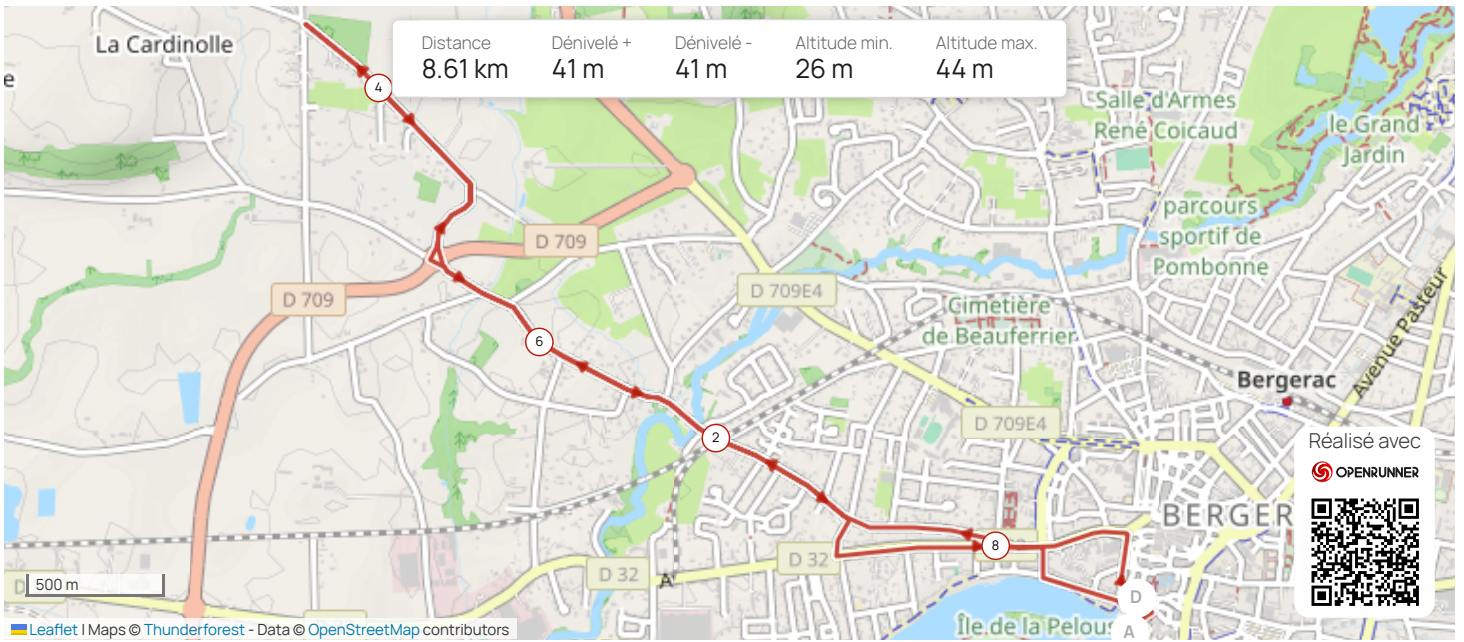 La Cardinolle
e
Distance
8.61 km
Dénivelé +
41 m
Dénivelé -
41 m
Altitude min.
26 m
Altitude max.
44 m
4
Salle d'Armes
René Coicaud
le Grand
Jardin
parcours
sportif de
Pombonne
D 709
D 709
D 709E4
Cimetière
de Beauferrier
6
Avenue Pasteur
Bergerac
2
D 709E4
Réalisé avec
OPENRUNNER
BERGER
8
D 32
D 32
A
D
500 m
D
A
Île de la Pelous
Leaflet | Maps © Thunderforest - Data © OpenStreetMap contributors